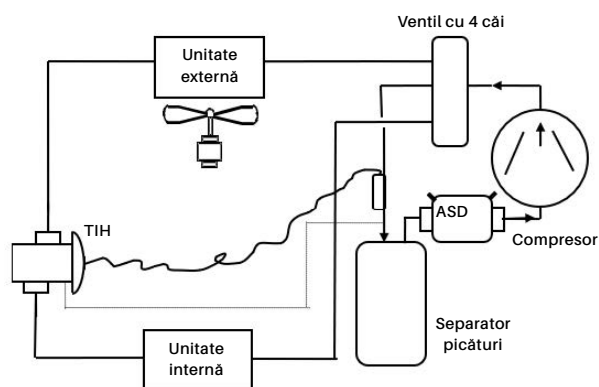 Ventil cu 4 căi
Unitate
externă
TIH
ASD
Compresor
Separator
picături
Unitate
internă